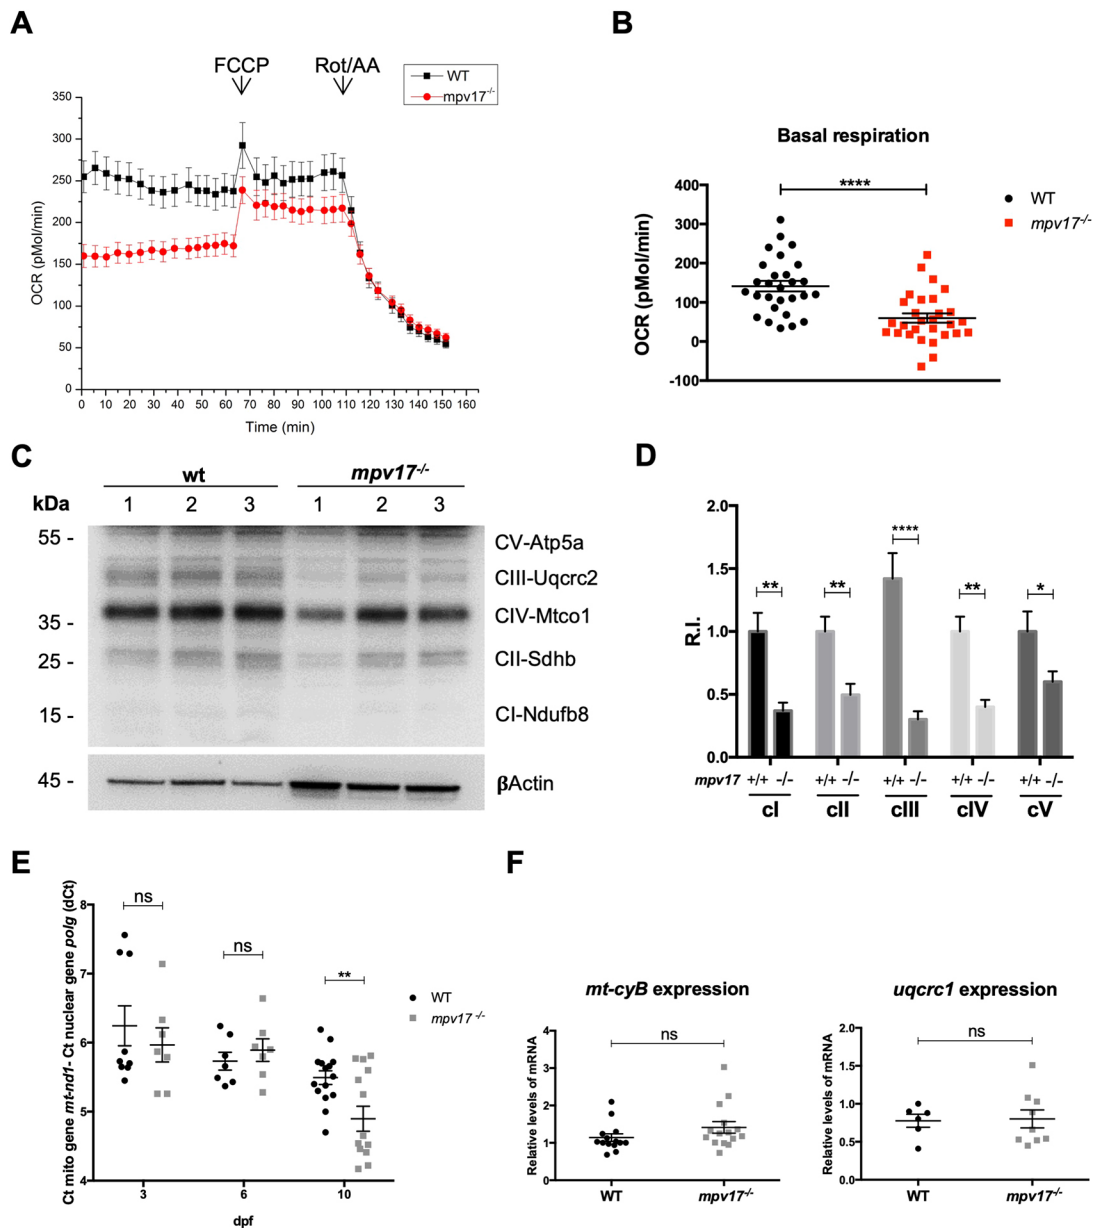 A
FCCP
Rot/AA
WT
mpv17-/-
350
300
250
200
150
100
50
0
OCR (pMol/min)
0 10 20 30 40 50 60 70 80 90 100 110 120 130 140 150 160
Time (min)
B
Basal respiration
****
400
300
200
100
0
-100
OCR (pMol/min)
WT
mpv17-/-
C
wt mpv17-/-
kDa 1 2 3 1 2 3
55 - CV-Atp5a
CIII-Uqcrc2
35 - CIV-Mtco1
25 - CII-Sdhb
15 - CI-Ndufb8
45 - βActin
D
2.0
1.5
1.0
0.5
0.0
R.I.
** ** **** ** *
mpv17 +/+ -/- +/+ -/- +/+ -/- +/+ -/- +/+ -/-
cI cII cIII cIV cV
E
Ct mito gene mt-nd1- Ct nuclear gene polg (dCt)
8
7
6
5
4
ns
ns
**
WT
mpv17 -/-
3 6 10
dpf
F
mt-cyB expression
ns
Relative levels of mRNA
4
3
2
1
0
WT mpv17-/-
uqcrc1 expression
ns
Relative levels of mRNA
2.0
1.5
1.0
0.5
0.0
WT mpv17-/-